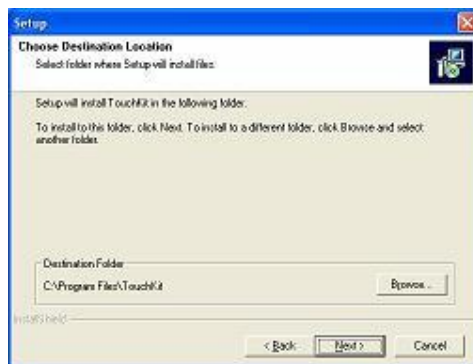 Setup
Choose Destination Location
Select folder where Setup will install files.
Setup will install TouchKit in the following folder.
To install to this folder, click Next. To install to a different folder, click Browse and select
another folder.
Destination Folder
C:\Program Files\TouchKit
Browse...
InstallShield
< Back
Next >
Cancel